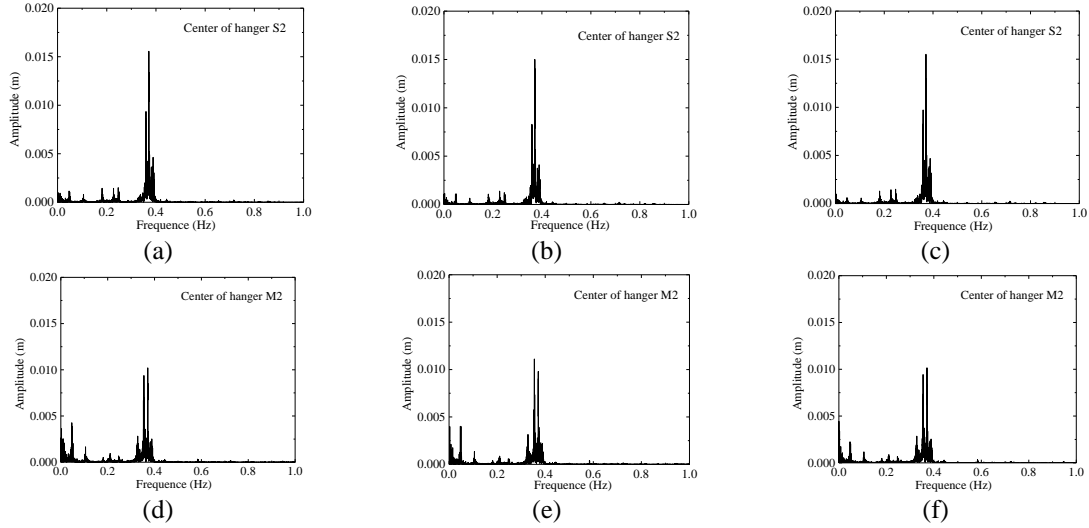 0.020
0.015
0.010
0.005
0.000
Amplitude (m)
Center of hanger S2
0.0 0.2 0.4 0.6 0.8 1.0
Frequence (Hz)
(a)
0.020
0.015
0.010
0.005
0.000
Amplitude (m)
Center of hanger S2
0.0 0.2 0.4 0.6 0.8 1.0
Frequence (Hz)
(b)
0.020
0.015
0.010
0.005
0.000
Amplitude (m)
Center of hanger S2
0.0 0.2 0.4 0.6 0.8 1.0
Frequence (Hz)
(c)
0.020
0.015
0.010
0.005
0.000
Amplitude (m)
Center of hanger M2
0.0 0.2 0.4 0.6 0.8 1.0
Frequence (Hz)
(d)
0.020
0.015
0.010
0.005
0.000
Amplitude (m)
Center of hanger M2
0.0 0.2 0.4 0.6 0.8 1.0
Frequence (Hz)
(e)
0.020
0.015
0.010
0.005
0.000
Amplitude (m)
Center of hanger M2
0.0 0.2 0.4 0.6 0.8 1.0
Frequence (Hz)
(f)